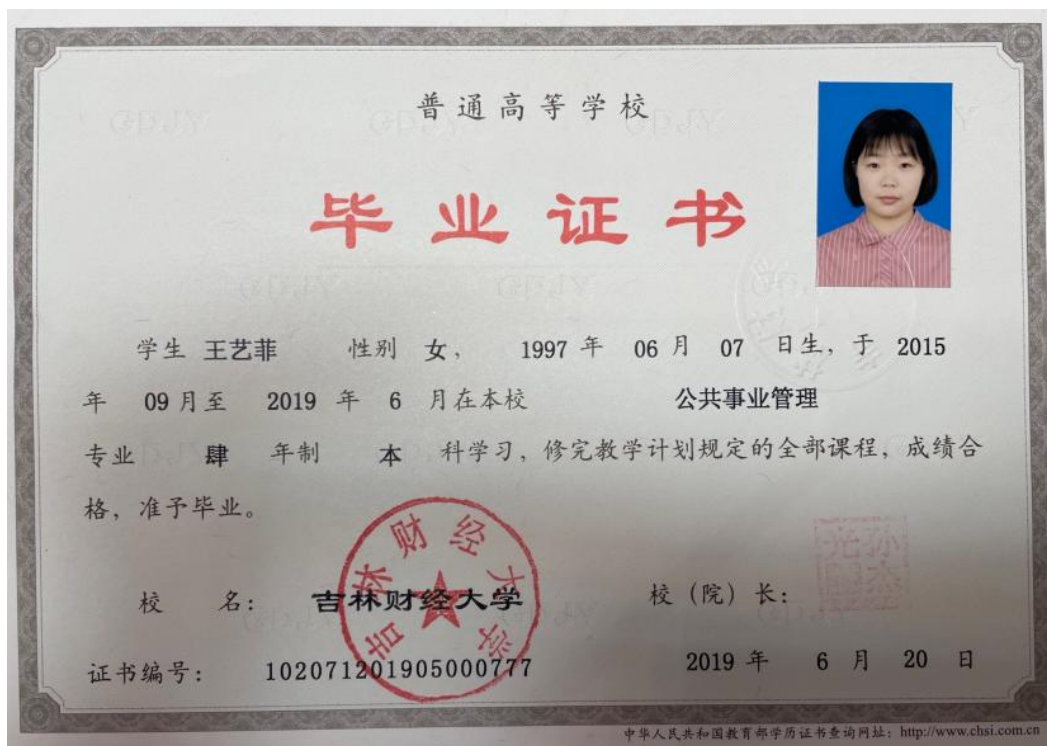 普通高等学校
毕业证书
学生 王艺菲 性别 女， 1997 年 06 月 07 日生，于 2015
年 09 月至 2019 年 6 月在本校 公共事业管理
专业 肆 年制 本 科学习，修完教学计划规定的全部课程，成绩合
格，准予毕业。
吉林财经大学
校 名： 吉林财经大学 校（院）长：
证书编号： 102071201905000777 2019 年 6 月 20 日
中华人民共和国教育部学历证书查询网址：http://www.chsi.com.cn